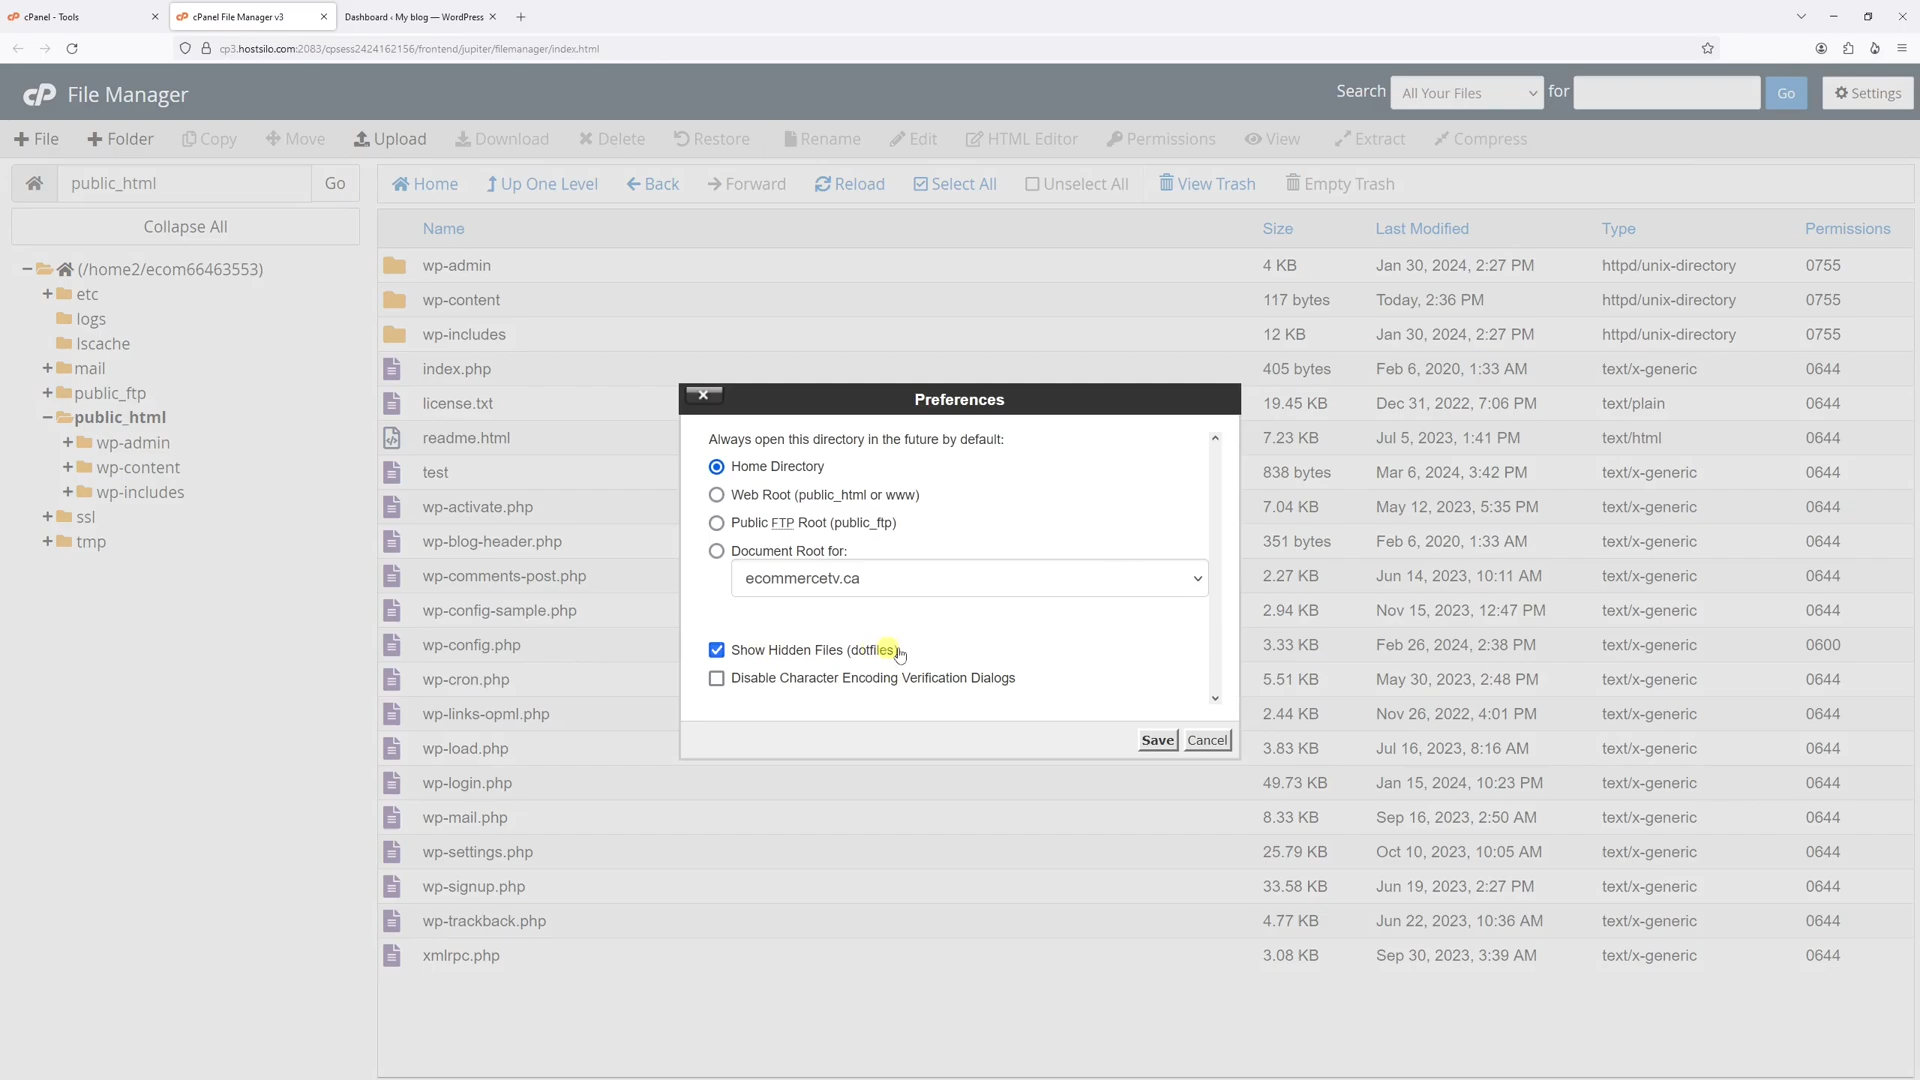 cPanel - Tools
cPanel File Manager v3
Dashboard ‹ My blog — WordPress
cp3.hostsilo.com:2083/cpsess2424162156/frontend/jupiter/filemanager/index.html
cP File Manager
Search All Your Files for Go Settings
File Folder Copy Move Upload Download Delete Restore Rename Edit HTML Editor Permissions View Extract Compress
public_html Go
Home Up One Level Back Forward Reload Select All Unselect All View Trash Empty Trash
Collapse All
(/home2/ecom66463553)
etc
logs
lscache
mail
public_ftp
public_html
wp-admin
wp-content
wp-includes
ssl
tmp
Name Size Last Modified Type Permissions
wp-admin 4 KB Jan 30, 2024, 2:27 PM httpd/unix-directory 0755
wp-content 117 bytes Today, 2:36 PM httpd/unix-directory 0755
wp-includes 12 KB Jan 30, 2024, 2:27 PM httpd/unix-directory 0755
index.php 405 bytes Feb 6, 2020, 1:33 AM text/x-generic 0644
license.txt 19.45 KB Dec 31, 2022, 7:06 PM text/plain 0644
readme.html 7.23 KB Jul 5, 2023, 1:41 PM text/html 0644
test 838 bytes Mar 6, 2024, 3:42 PM text/x-generic 0644
wp-activate.php 7.04 KB May 12, 2023, 5:35 PM text/x-generic 0644
wp-blog-header.php 351 bytes Feb 6, 2020, 1:33 AM text/x-generic 0644
wp-comments-post.php 2.27 KB Jun 14, 2023, 10:11 AM text/x-generic 0644
wp-config-sample.php 2.94 KB Nov 15, 2023, 12:47 PM text/x-generic 0644
wp-config.php 3.33 KB Feb 26, 2024, 2:38 PM text/x-generic 0600
wp-cron.php 5.51 KB May 30, 2023, 2:48 PM text/x-generic 0644
wp-links-opml.php 2.44 KB Nov 26, 2022, 4:01 PM text/x-generic 0644
wp-load.php 3.83 KB Jul 16, 2023, 8:16 AM text/x-generic 0644
wp-login.php 49.73 KB Jan 15, 2024, 10:23 PM text/x-generic 0644
wp-mail.php 8.33 KB Sep 16, 2023, 2:50 AM text/x-generic 0644
wp-settings.php 25.79 KB Oct 10, 2023, 10:05 AM text/x-generic 0644
wp-signup.php 33.58 KB Jun 19, 2023, 2:27 PM text/x-generic 0644
wp-trackback.php 4.77 KB Jun 22, 2023, 10:36 AM text/x-generic 0644
xmlrpc.php 3.08 KB Sep 30, 2023, 3:39 AM text/x-generic 0644
Preferences
Always open this directory in the future by default:
Home Directory
Web Root (public_html or www)
Public FTP Root (public_ftp)
Document Root for:
ecommercetv.ca
Show Hidden Files (dotfiles)
Disable Character Encoding Verification Dialogs
Save Cancel